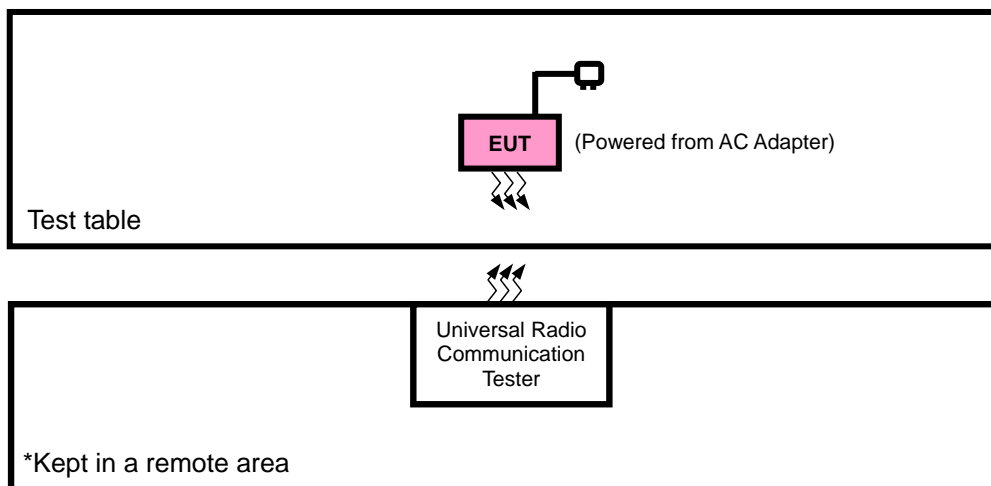 EUT
(Powered from AC Adapter)
Test table
Universal Radio
Communication
Tester
*Kept in a remote area